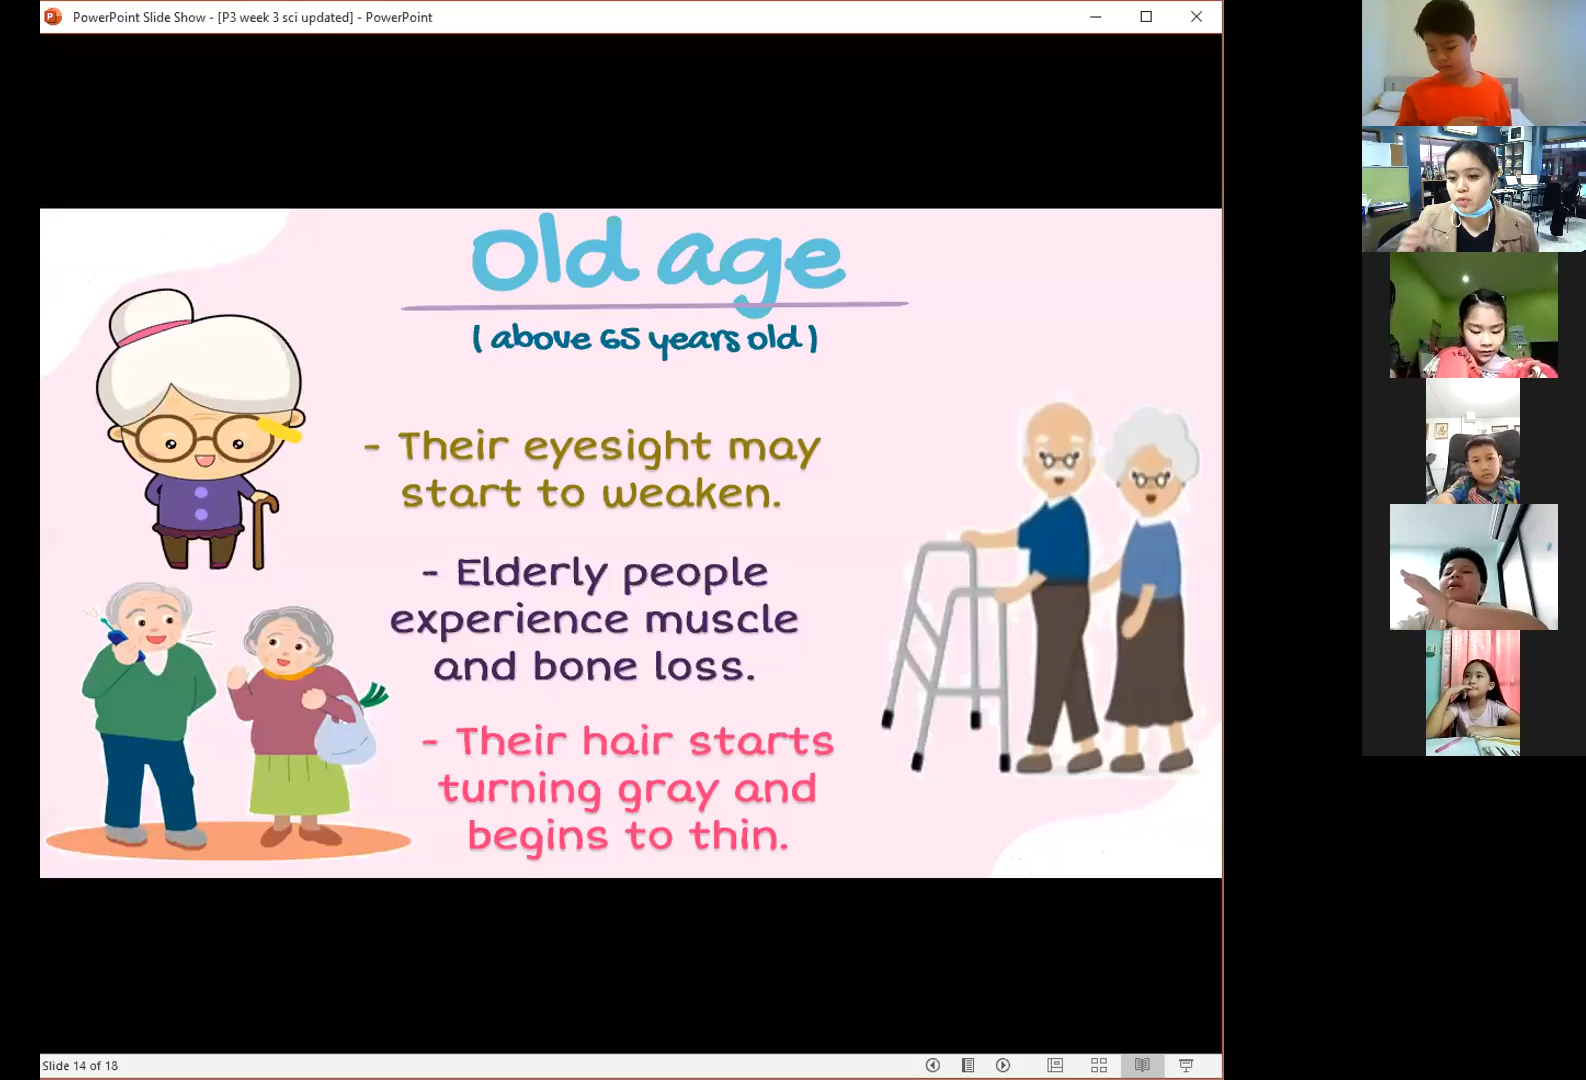 PowerPoint Slide Show - [P3 week 3 sci updated] - PowerPoint
Old age
( above 65 years old )
- Their eyesight may
start to weaken.
- Elderly people
experience muscle
and bone loss.
- Their hair starts
turning gray and
begins to thin.
Slide 14 of 18